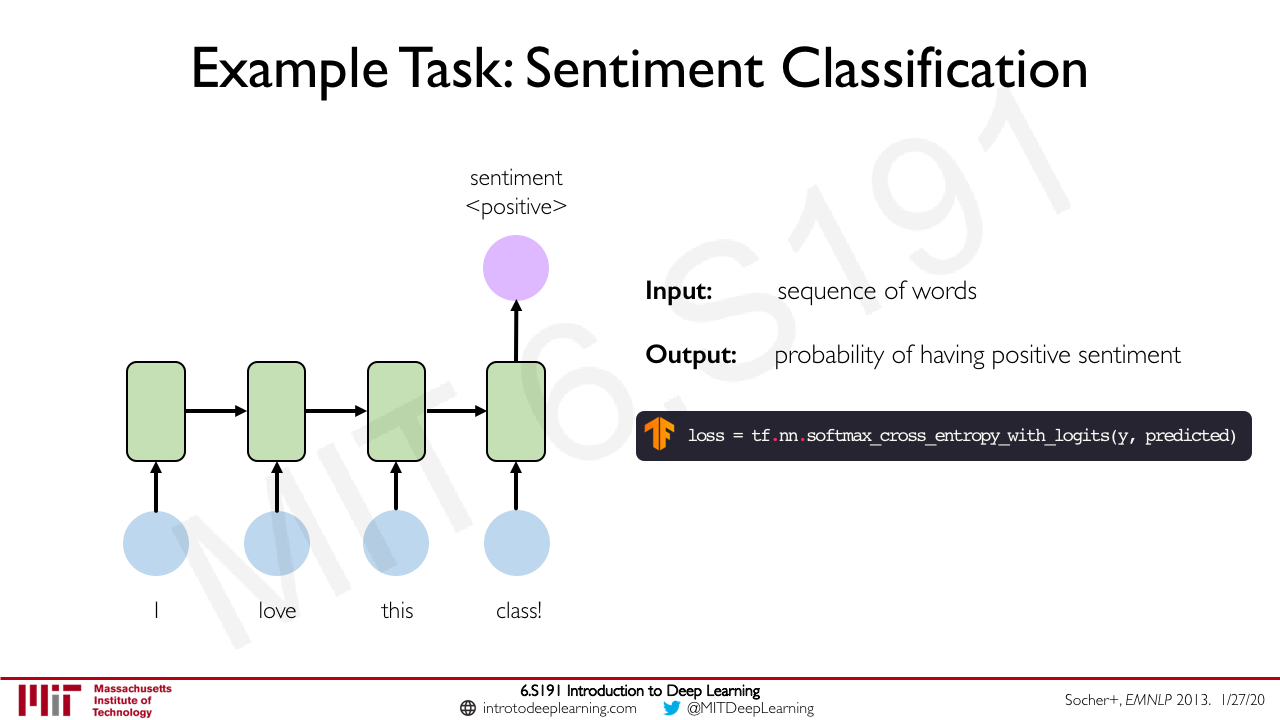 Example Task: Sentiment Classification
sentiment
<positive>
Input: sequence of words
Output: probability of having positive sentiment
loss = tf.nn.softmax_cross_entropy_with_logits(y, predicted)
I love this class!
MIT 6.S191
Massachusetts
Institute of
Technology
6.S191 Introduction to Deep Learning
introtodeeplearning.com @MITDeepLearning
Socher+, EMNLP 2013. 1/27/20